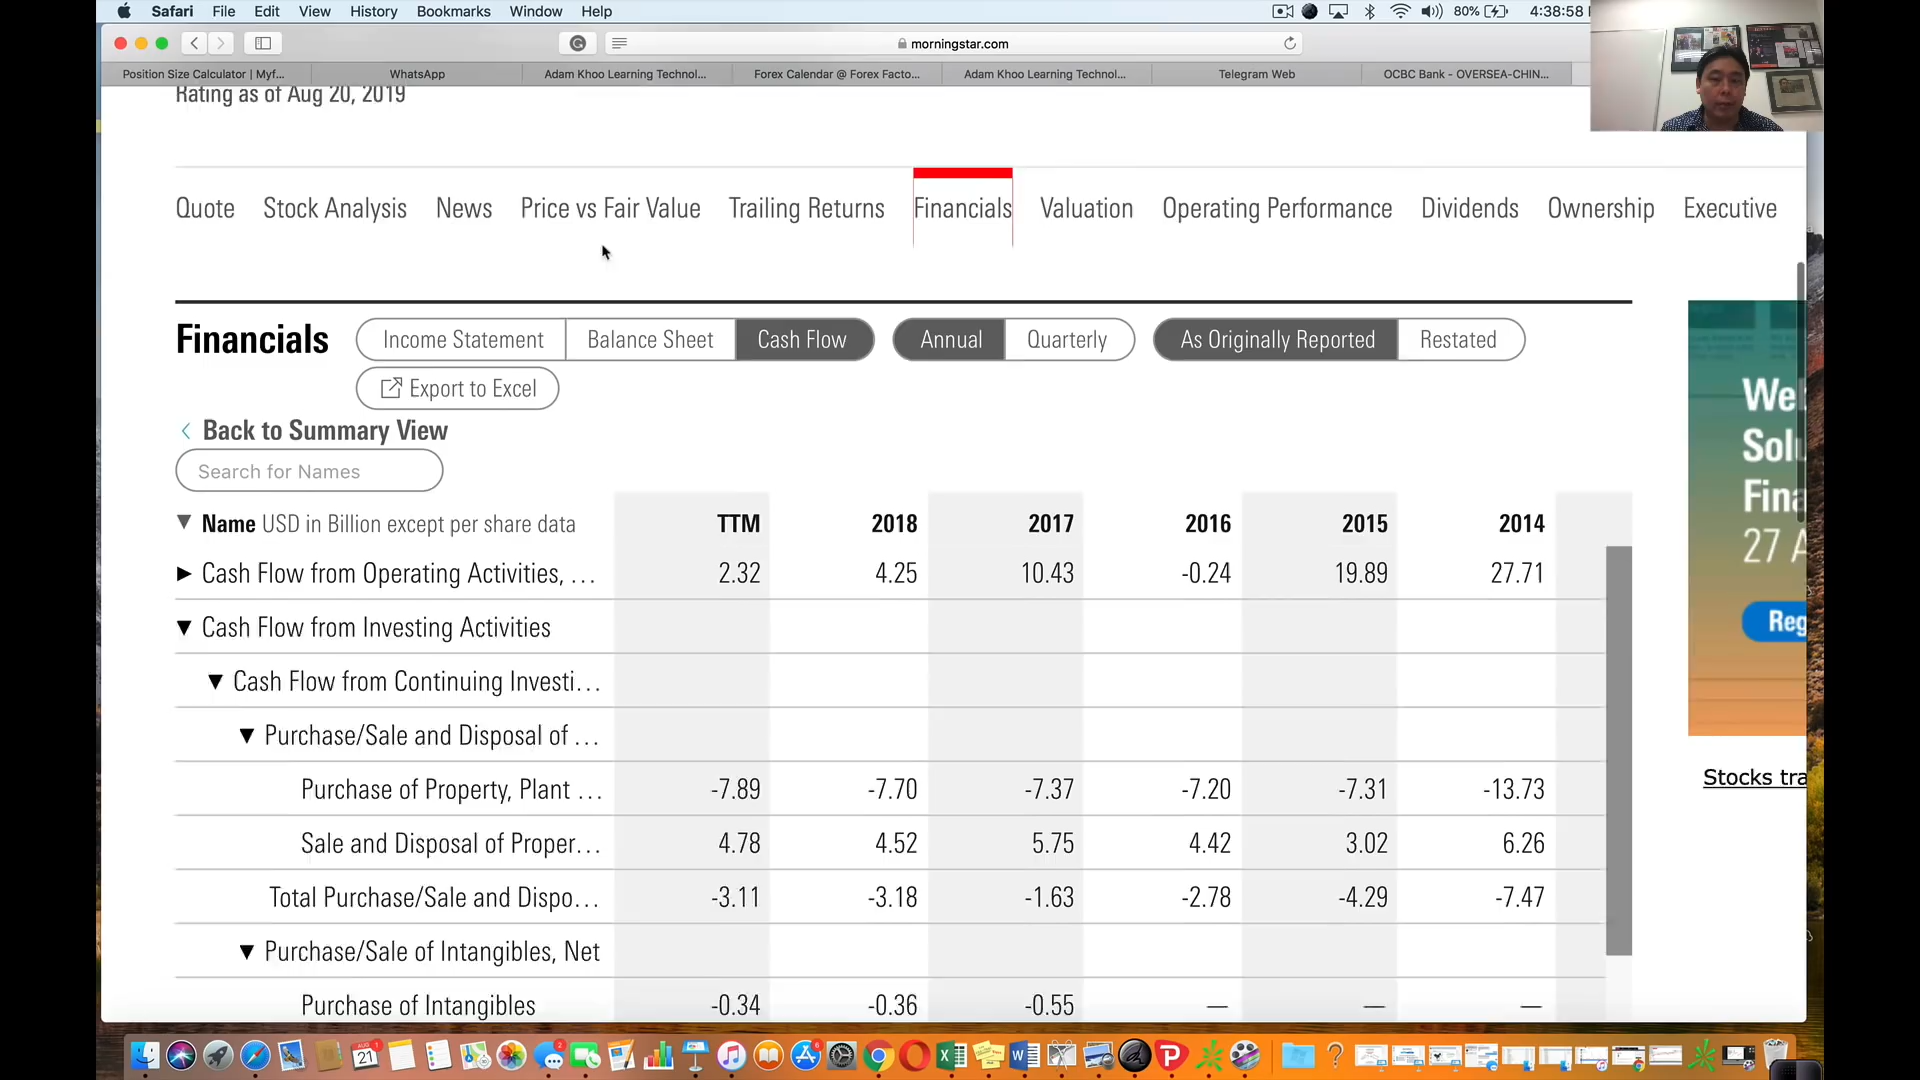 Safari File Edit View History Bookmarks Window Help 80% 4:38:58
morningstar.com
Position Size Calculator | Myf... WhatsApp Adam Khoo Learning Technol... Forex Calendar @ Forex Facto... Adam Khoo Learning Technol... Telegram Web OCBC Bank - OVERSEA-CHIN...
Rating as of Aug 20, 2019
Quote Stock Analysis News Price vs Fair Value Trailing Returns Financials Valuation Operating Performance Dividends Ownership Executive
Financials Income Statement Balance Sheet Cash Flow Annual Quarterly As Originally Reported Restated
Export to Excel
Back to Summary View
Search for Names
Name USD in Billion except per share data TTM 2018 2017 2016 2015 2014
Cash Flow from Operating Activities, ... 2.32 4.25 10.43 -0.24 19.89 27.71
Cash Flow from Investing Activities
Cash Flow from Continuing Investi...
Purchase/Sale and Disposal of ...
Purchase of Property, Plant ... -7.89 -7.70 -7.37 -7.20 -7.31 -13.73
Sale and Disposal of Proper... 4.78 4.52 5.75 4.42 3.02 6.26
Total Purchase/Sale and Dispo... -3.11 -3.18 -1.63 -2.78 -4.29 -7.47
Purchase/Sale of Intangibles, Net
Purchase of Intangibles -0.34 -0.36 -0.55 — — —
We
Sol
Fina
27 A
Reg
Stocks tra
AUG
21